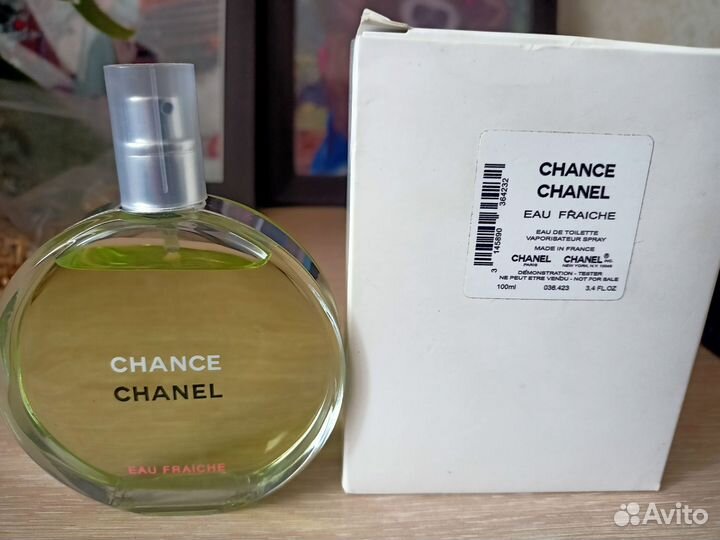 CHANCE
CHANEL
EAU FRAICHE
CHANCE
CHANEL
EAU FRAICHE
EAU DE TOILETTE
VAPORISATEUR SPRAY
MADE IN FRANCE
CHANEL CHANEL INC.
PARIS NEW YORK, N.Y. 10019
DÉMONSTRATION - TESTER
NE PEUT ETRE VENDU - NOT FOR SALE
100ml 036.423 3.4 FL.OZ
3 145890 364232
Avito